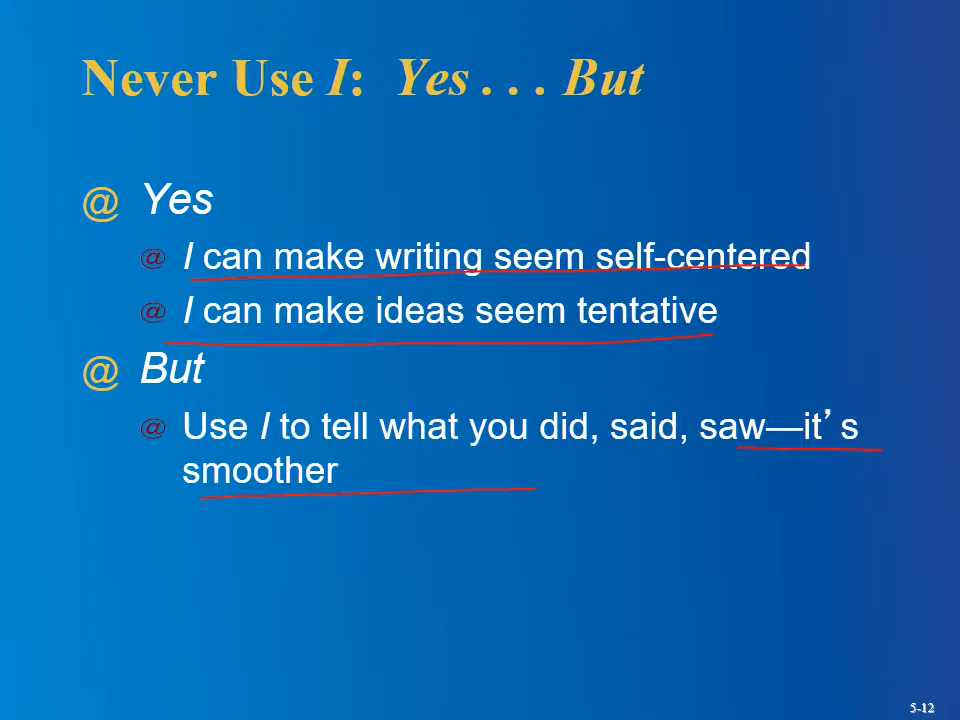 Never Use I: Yes . . . But
@ Yes
@ I can make writing seem self-centered
@ I can make ideas seem tentative
@ But
@ Use I to tell what you did, said, saw—it’s
smoother
5-12